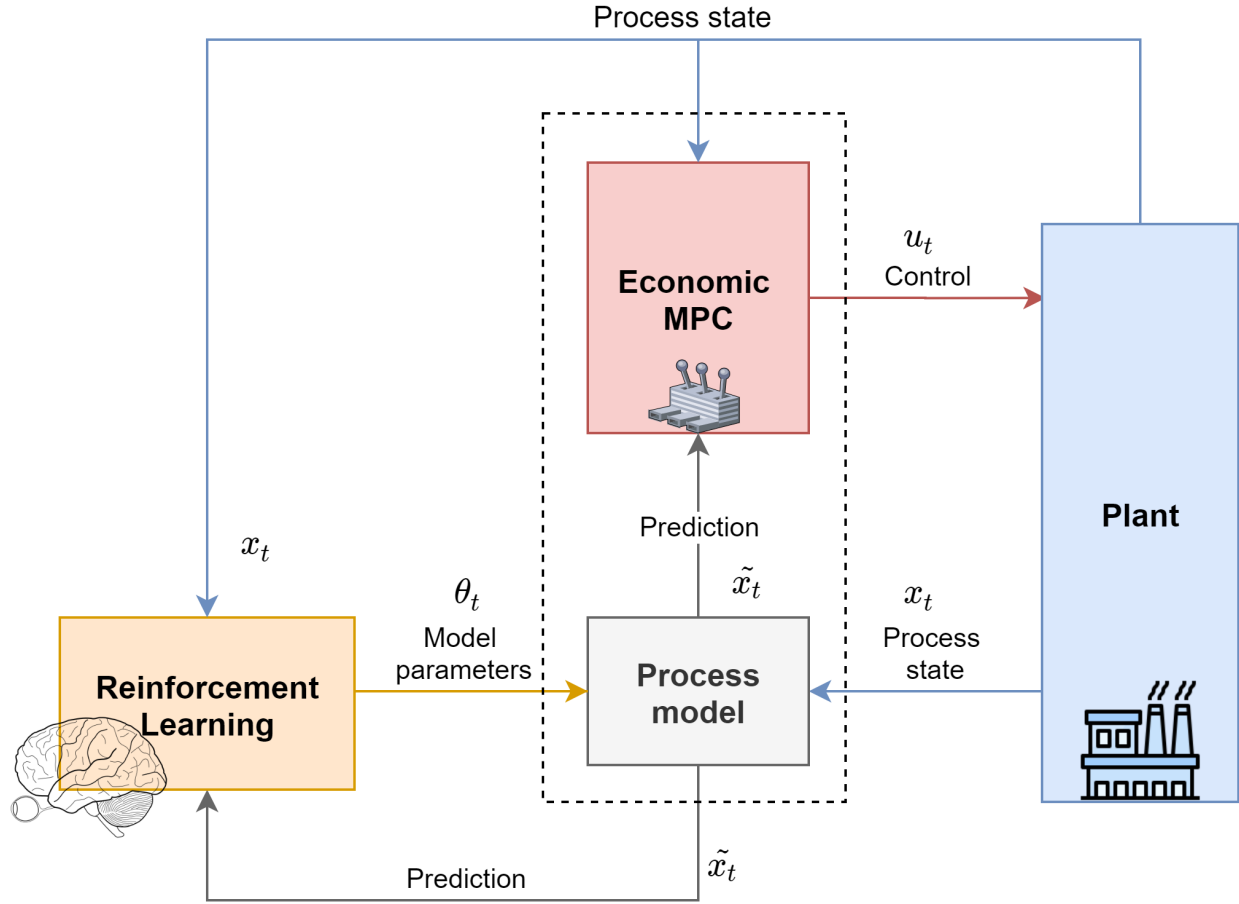 Process state
Economic
MPC
u_t
Control
Plant
Prediction
x̃_t
x_t
θ_t
Model
parameters
x_t
Process
state
Reinforcement
Learning
Process
model
x̃_t
Prediction